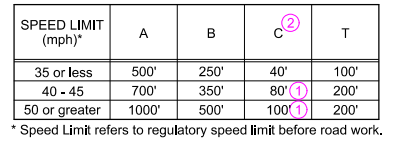 SPEED LIMIT (mph)* A B C ② T
35 or less 500' 250' 40' 100'
40 - 45 700' 350' 80' ① 200'
50 or greater 1000' 500' 100' ① 200'
* Speed Limit refers to regulatory speed limit before road work.